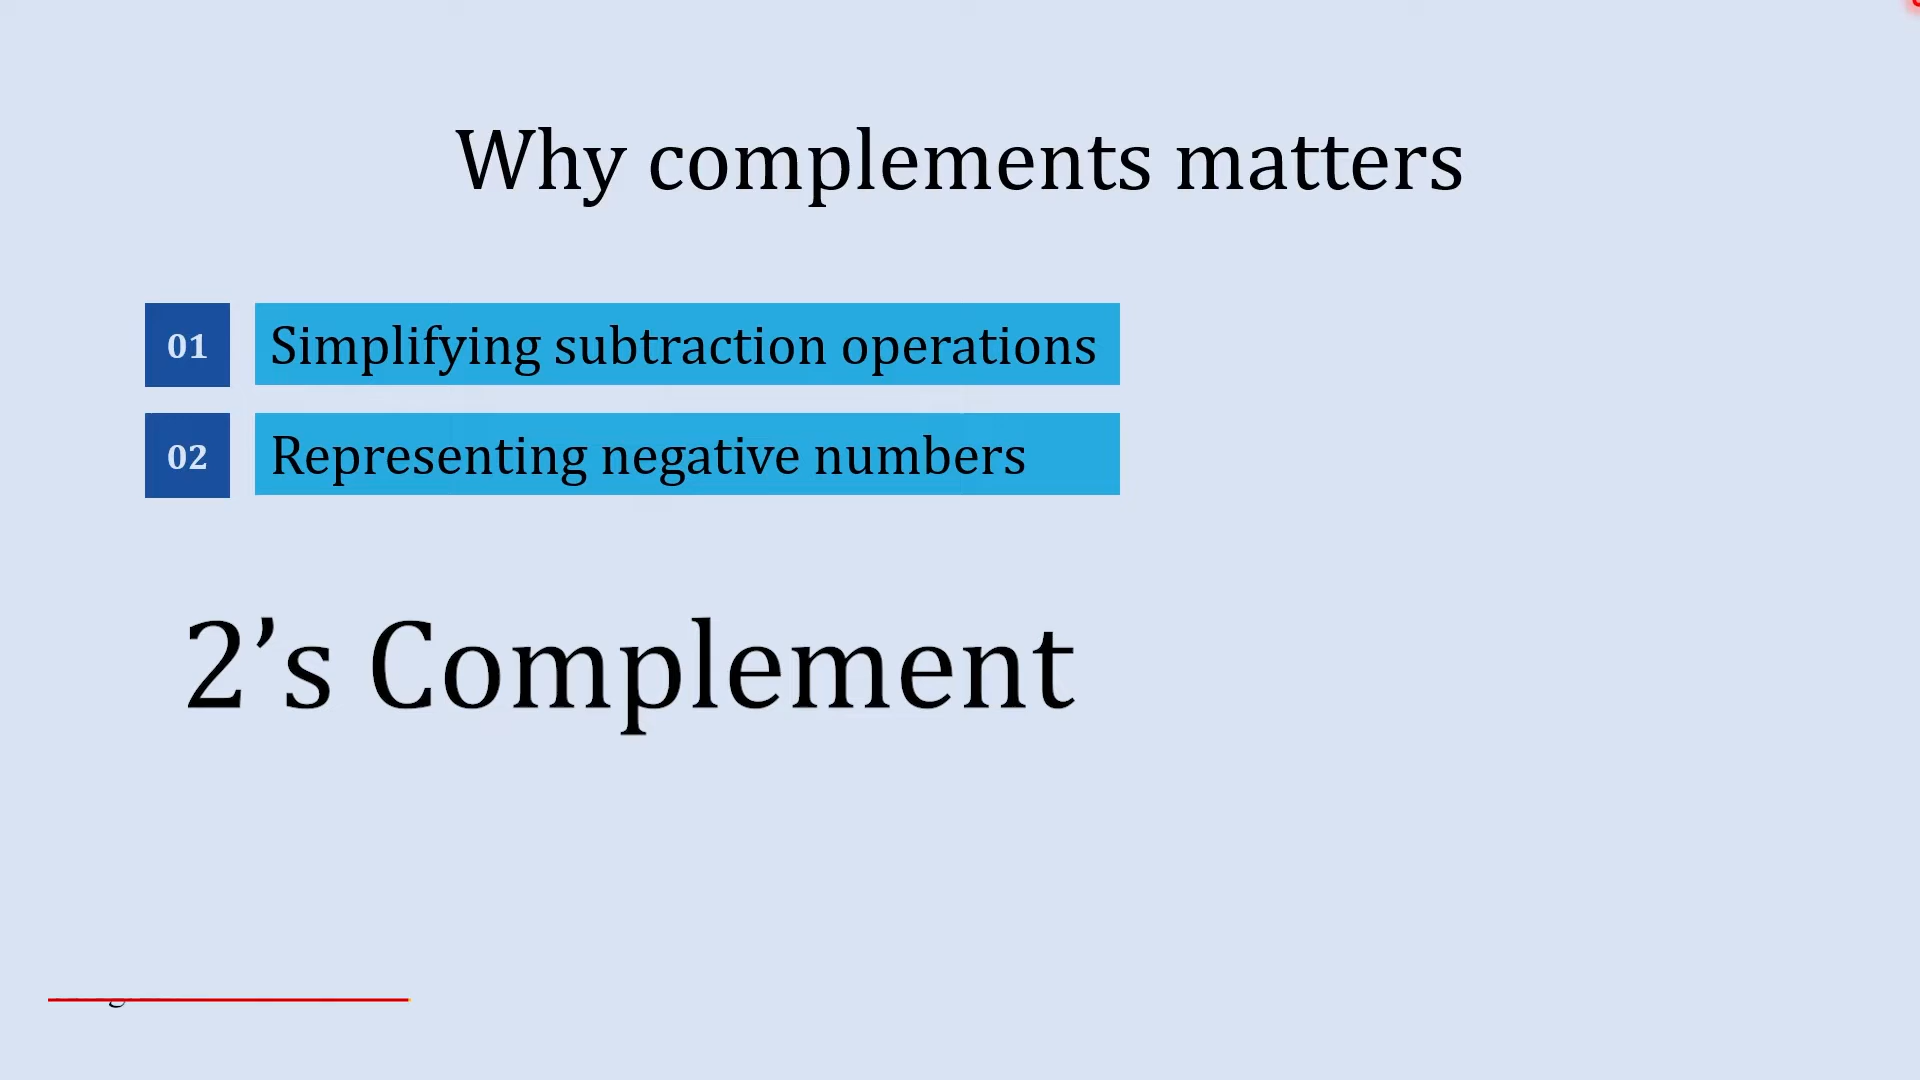 Why complements matters
01 Simplifying subtraction operations
02 Representing negative numbers
2’s Complement